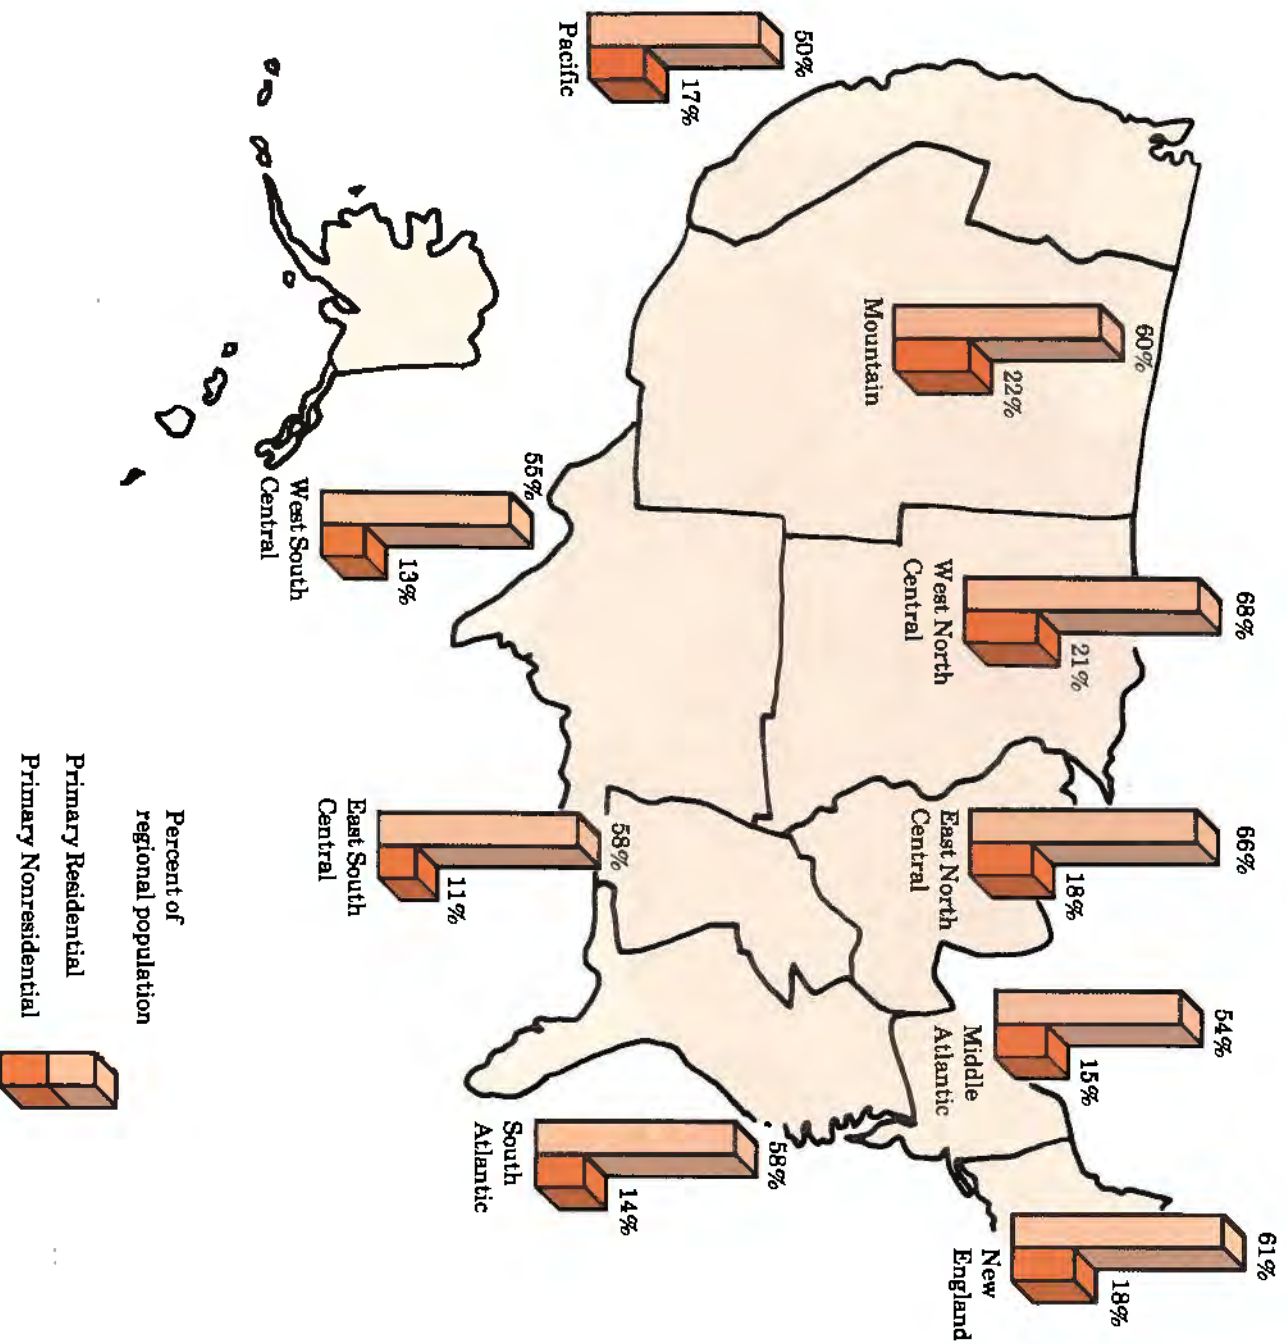 50%
17%
Pacific
60%
22%
Mountain
68%
21%
West North
Central
66%
18%
East North
Central
54%
15%
Middle
Atlantic
61%
18%
New
England
55%
13%
West South
Central
58%
11%
East South
Central
58%
14%
South
Atlantic
Percent of
regional population
Primary Residential
Primary Nonresidential